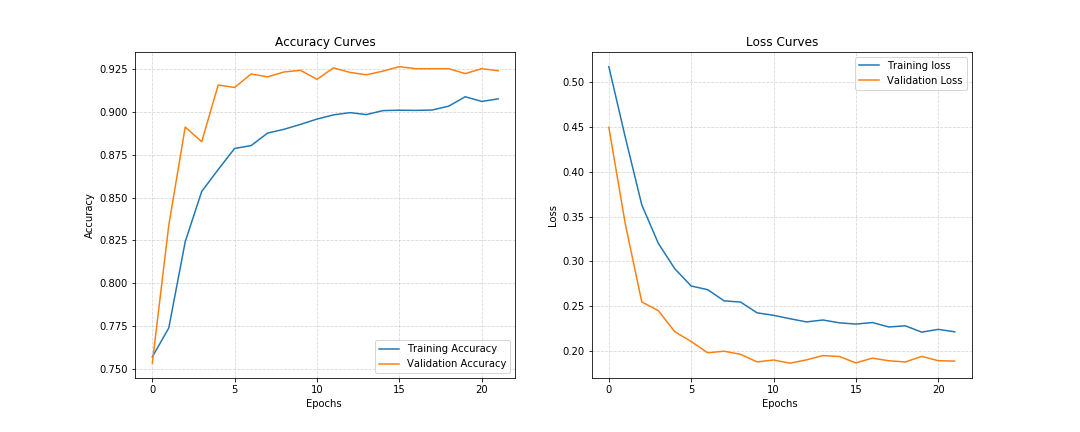 Accuracy Curves
0.925
0.900
0.875
0.850
0.825
0.800
0.775
0.750
Accuracy
0 5 10 15 20
Epochs
Training Accuracy
Validation Accuracy
Loss Curves
0.50
0.45
0.40
0.35
0.30
0.25
0.20
Loss
0 5 10 15 20
Epochs
Training loss
Validation Loss